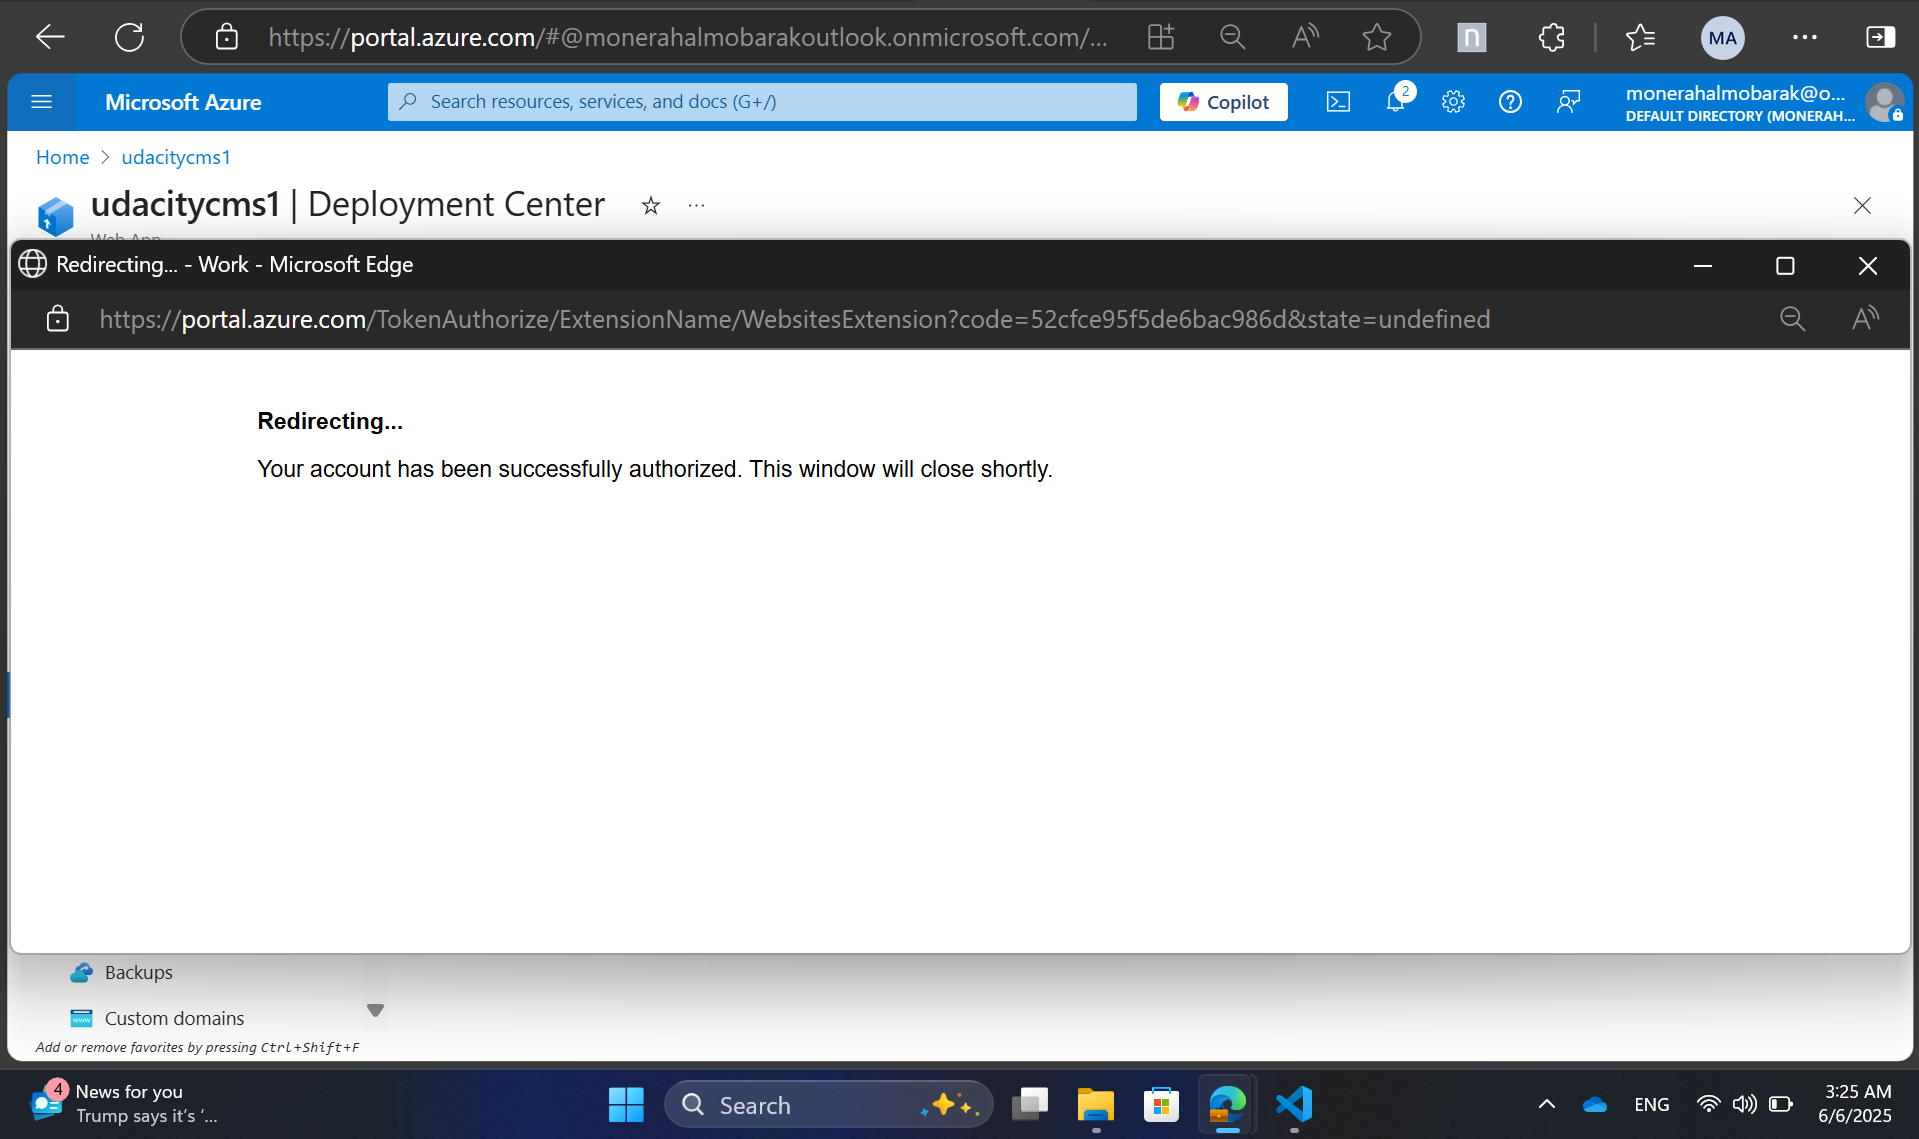 https://portal.azure.com/#@monerahalmobarakoutlook.onmicrosoft.com/...
n
MA
Microsoft Azure
Search resources, services, and docs (G+/)
Copilot
2
monerahalmobarak@o...
DEFAULT DIRECTORY (MONERAH...
Home > udacitycms1
udacitycms1 | Deployment Center
...
Web App
Redirecting... - Work - Microsoft Edge
https://portal.azure.com/TokenAuthorize/ExtensionName/WebsitesExtension?code=52cfce95f5de6bac986d&state=undefined
Redirecting...
Your account has been successfully authorized. This window will close shortly.
Backups
Custom domains
Add or remove favorites by pressing Ctrl+Shift+F
4
News for you
Trump says it's '...
Search
ENG
3:25 AM
6/6/2025